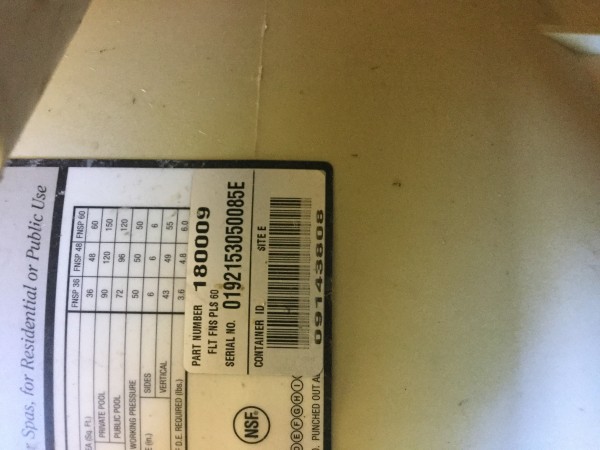 r Spas, for Residential or Public Use
FNSP 36 FNSP 48 FNSP 60
EA (Sq. Ft.) 36 48 60
PRIVATE POOL 90 120 150
PUBLIC POOL 72 96 120
WORKING PRESSURE 50 50 50
E (in.) SIDES 6 6 6
VERTICAL 43 49 55
F D.E. REQUIRED (lbs.) 3.6 4.8 6.0
PART NUMBER 180009
FLT FNS PLS 60
SERIAL NO. 0192153050085E
CONTAINER ID SITE E
09143808
NSF.
D E F G H I
. PUNCHED OUT A